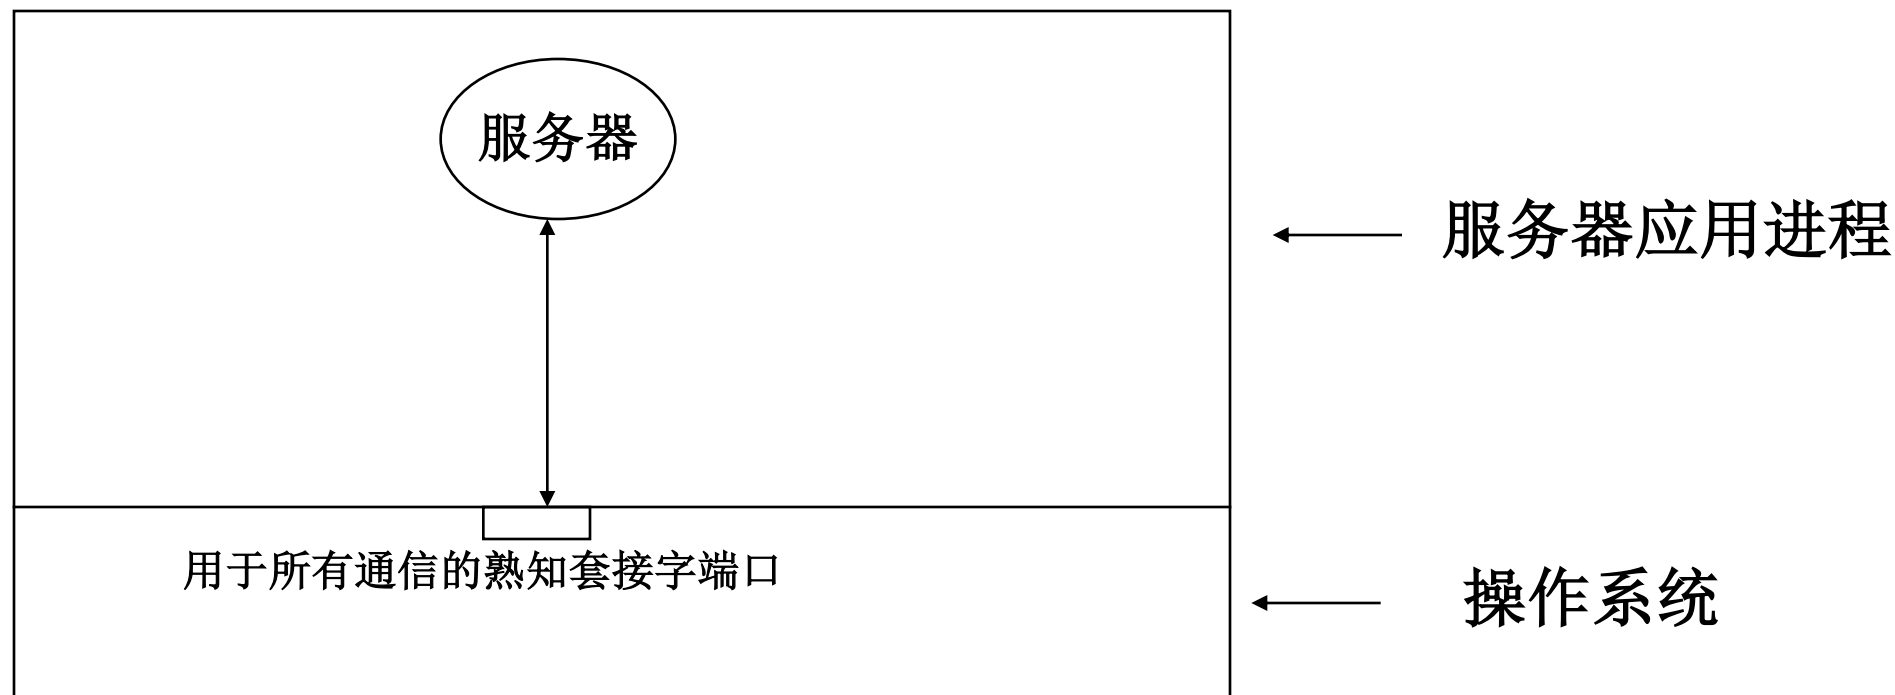 服务器
服务器应用进程
用于所有通信的熟知套接字端口
操作系统